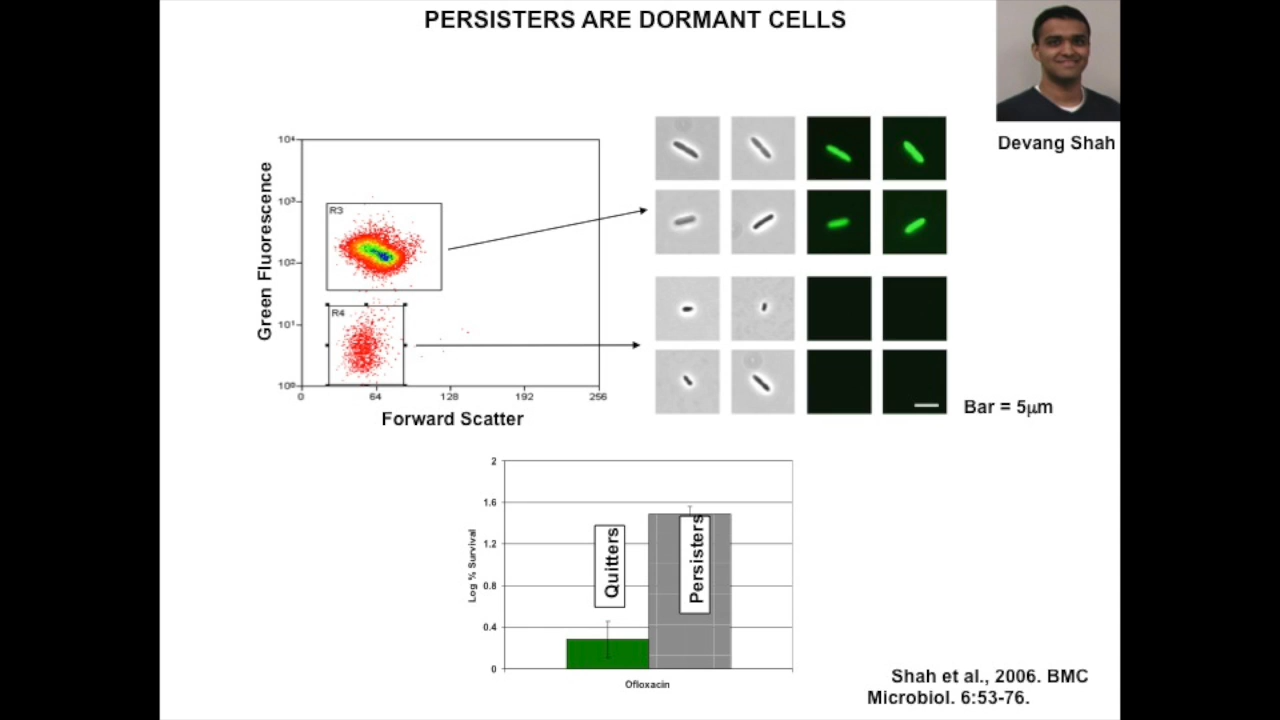 PERSISTERS ARE DORMANT CELLS
Devang Shah
Green Fluorescence
10⁴
10³
10²
10¹
10⁰
R3
R4
0 64 128 192 256
Forward Scatter
Bar = 5μm
Log % Survival
2
1.6
1.2
0.8
0.4
0
Quitters
Persisters
Ofloxacin
Shah et al., 2006. BMC
Microbiol. 6:53-76.